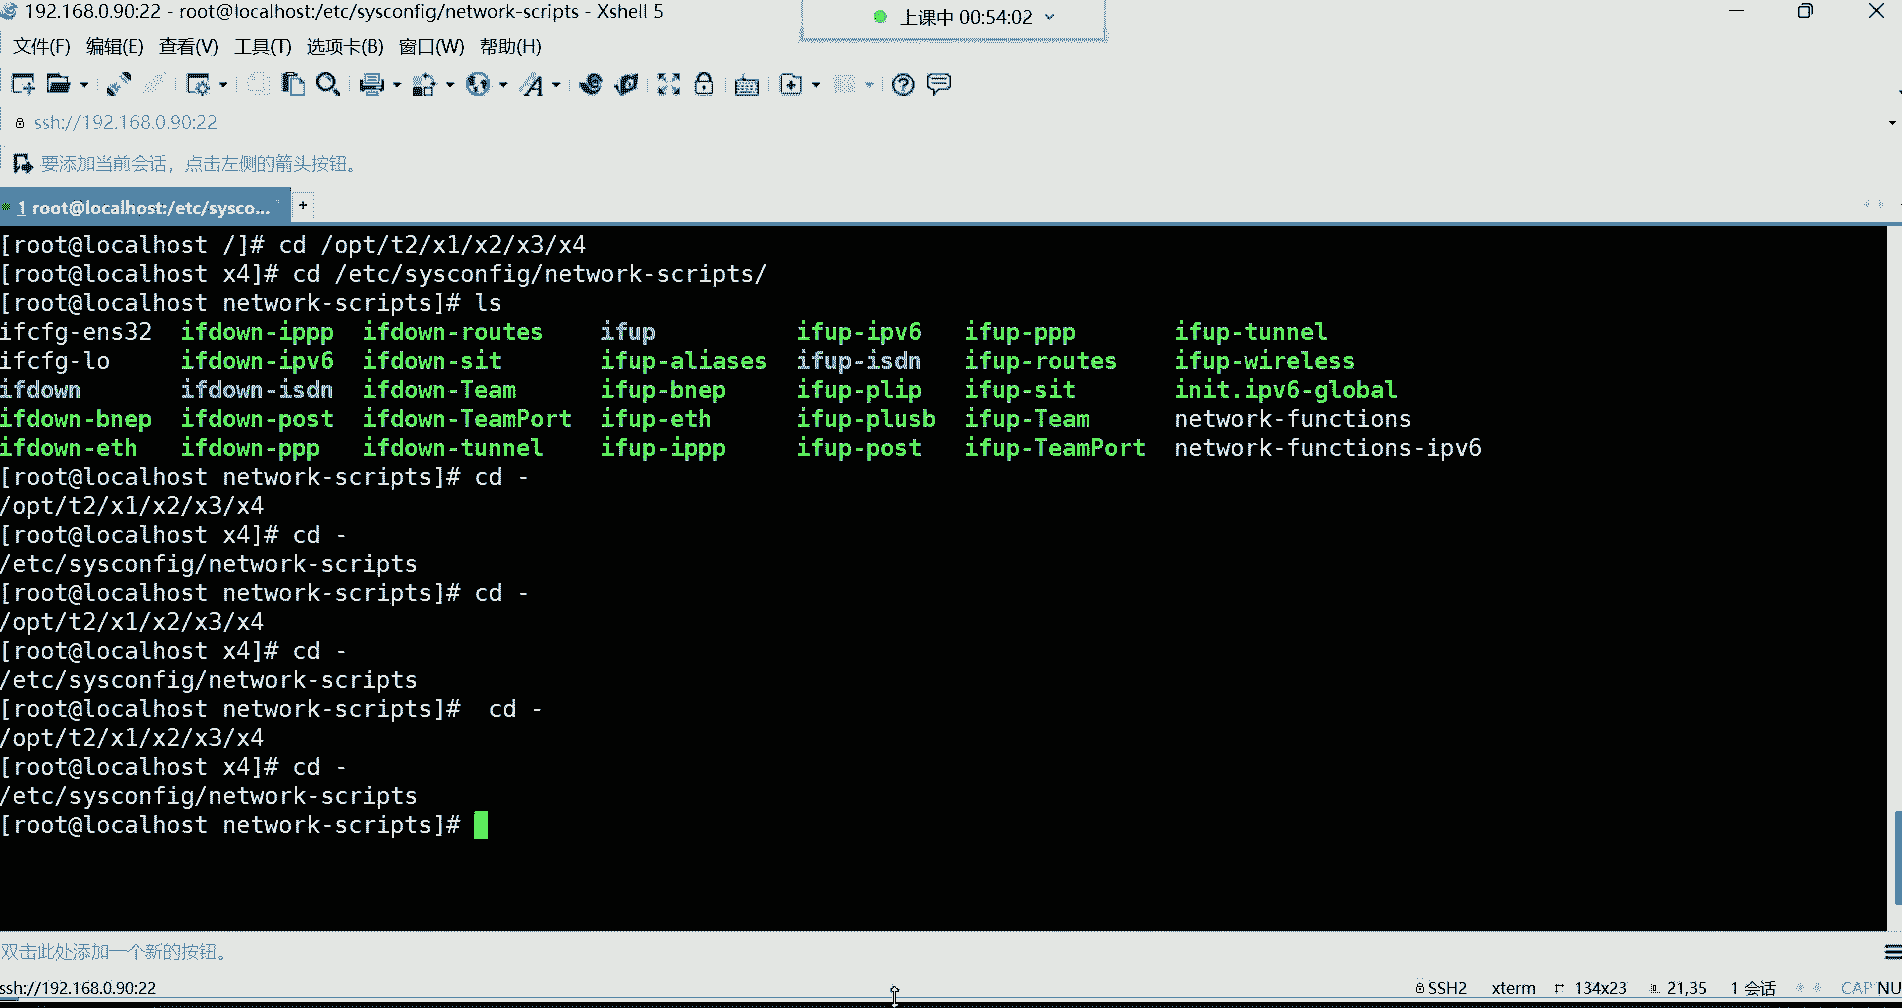 192.168.0.90:22 - root@localhost:/etc/sysconfig/network-scripts - Xshell 5
上课中 00:54:02
文件(F) 编辑(E) 查看(V) 工具(T) 选项卡(B) 窗口(W) 帮助(H)
ssh://192.168.0.90:22
要添加当前会话，点击左侧的箭头按钮。
1 root@localhost:/etc/sysco... +
[root@localhost /]# cd /opt/t2/x1/x2/x3/x4
[root@localhost x4]# cd /etc/sysconfig/network-scripts/
[root@localhost network-scripts]# ls
ifcfg-ens32 ifdown-ippp ifdown-routes ifup ifup-ipv6 ifup-ppp ifup-tunnel
ifcfg-lo ifdown-ipv6 ifdown-sit ifup-aliases ifup-isdn ifup-routes ifup-wireless
ifdown ifdown-isdn ifdown-Team ifup-bnep ifup-plip ifup-sit init.ipv6-global
ifdown-bnep ifdown-post ifdown-TeamPort ifup-eth ifup-plusb ifup-Team network-functions
ifdown-eth ifdown-ppp ifdown-tunnel ifup-ippp ifup-post ifup-TeamPort network-functions-ipv6
[root@localhost network-scripts]# cd -
/opt/t2/x1/x2/x3/x4
[root@localhost x4]# cd -
/etc/sysconfig/network-scripts
[root@localhost network-scripts]# cd -
/opt/t2/x1/x2/x3/x4
[root@localhost x4]# cd -
/etc/sysconfig/network-scripts
[root@localhost network-scripts]#  cd -
/opt/t2/x1/x2/x3/x4
[root@localhost x4]# cd -
/etc/sysconfig/network-scripts
[root@localhost network-scripts]#
双击此处添加一个新的按钮。
ssh://192.168.0.90:22 SSH2 xterm 134x23 21,35 1 会话 CAP NU